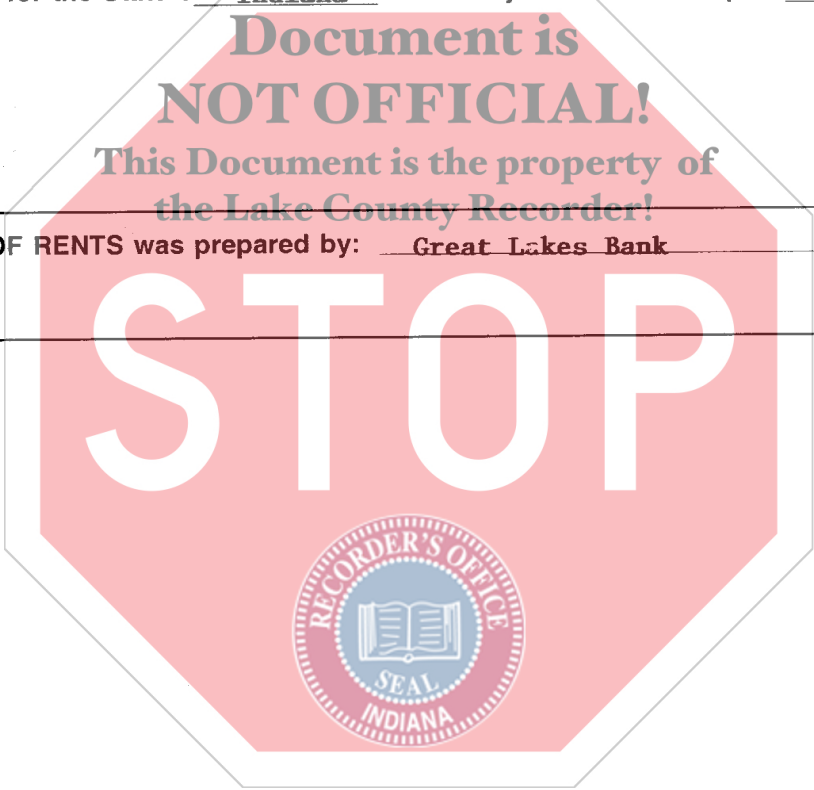 Document is
NOT OFFICIAL!
This Document is the property of
the Lake County Recorder!
OF RENTS was prepared by: Great Lakes Bank
STOP
RECORDER'S OFFICE
SEAL
INDIANA